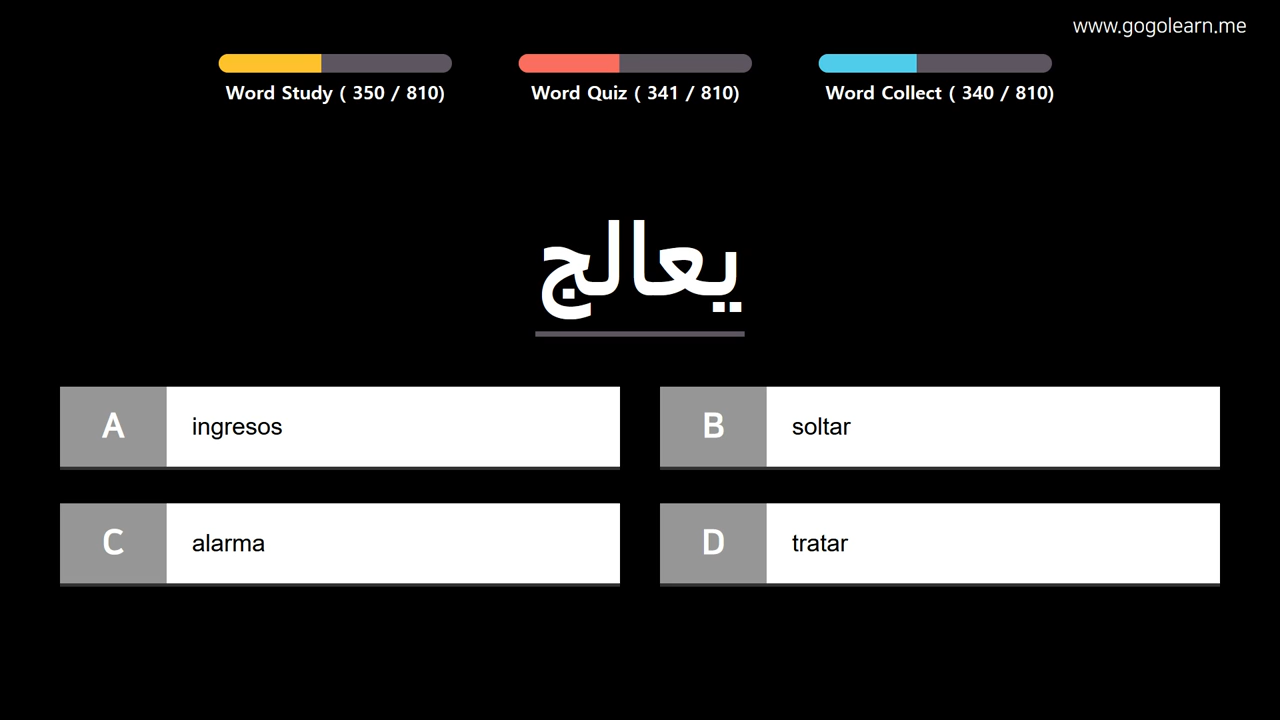 www.gogolearn.me
Word Study ( 350 / 810)
Word Quiz ( 341 / 810)
Word Collect ( 340 / 810)
يعالج
A ingresos
B soltar
C alarma
D tratar